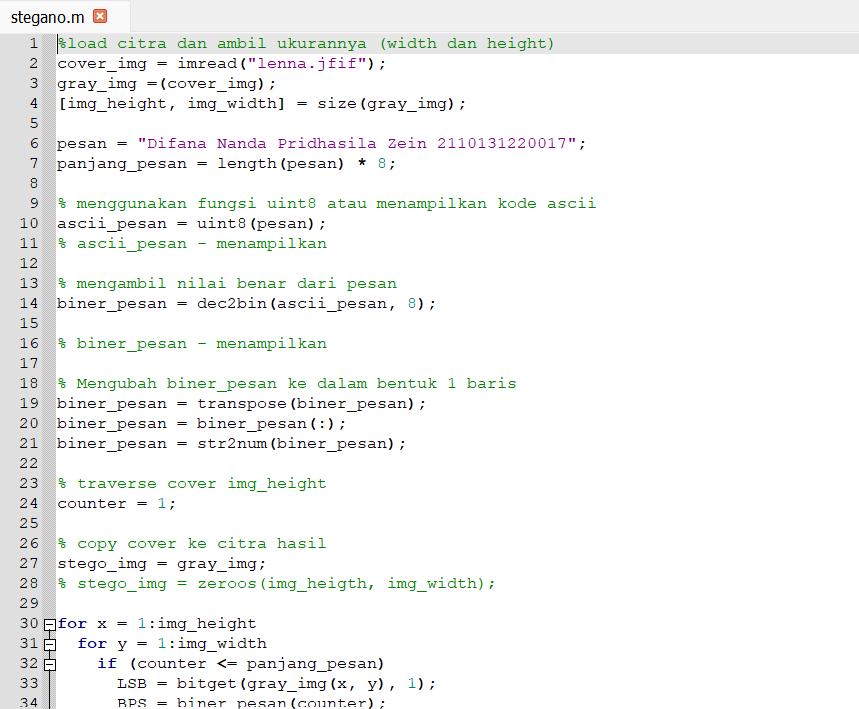 stegano.m
1 %load citra dan ambil ukurannya (width dan height)
2 cover_img = imread("lenna.jfif");
3 gray_img =(cover_img);
4 [img_height, img_width] = size(gray_img);
5
6 pesan = "Difana Nanda Pridhasila Zein 2110131220017";
7 panjang_pesan = length(pesan) * 8;
8
9 % menggunakan fungsi uint8 atau menampilkan kode ascii
10 ascii_pesan = uint8(pesan);
11 % ascii_pesan - menampilkan
12
13 % mengambil nilai benar dari pesan
14 biner_pesan = dec2bin(ascii_pesan, 8);
15
16 % biner_pesan - menampilkan
17
18 % Mengubah biner_pesan ke dalam bentuk 1 baris
19 biner_pesan = transpose(biner_pesan);
20 biner_pesan = biner_pesan(:);
21 biner_pesan = str2num(biner_pesan);
22
23 % traverse cover img_height
24 counter = 1;
25
26 % copy cover ke citra hasil
27 stego_img = gray_img;
28 % stego_img = zeroos(img_heigth, img_width);
29
30 for x = 1:img_height
31 for y = 1:img_width
32 if (counter <= panjang_pesan)
33 LSB = bitget(gray_img(x, y), 1);
34 BPS = biner_pesan(counter);